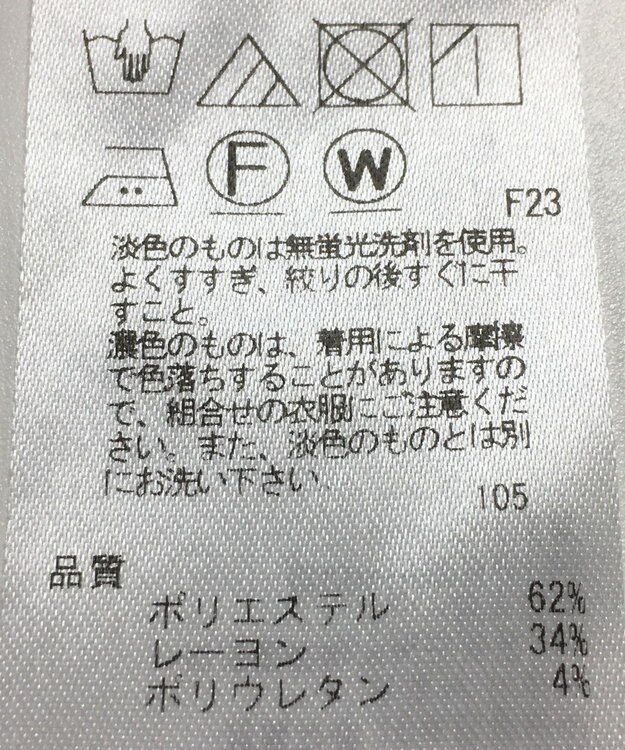 F W
F23
淡色のものは無蛍光洗剤を使用。
よくすすぎ、絞りの後すぐに干
すこと。
濃色のものは、着用による摩擦
で色落ちすることがありますの
で、組合せの衣服にご注意くだ
さい。また、淡色のものとは別
にお洗い下さい
105
品質
ポリエステル 62%
レーヨン 34%
ポリウレタン 4%